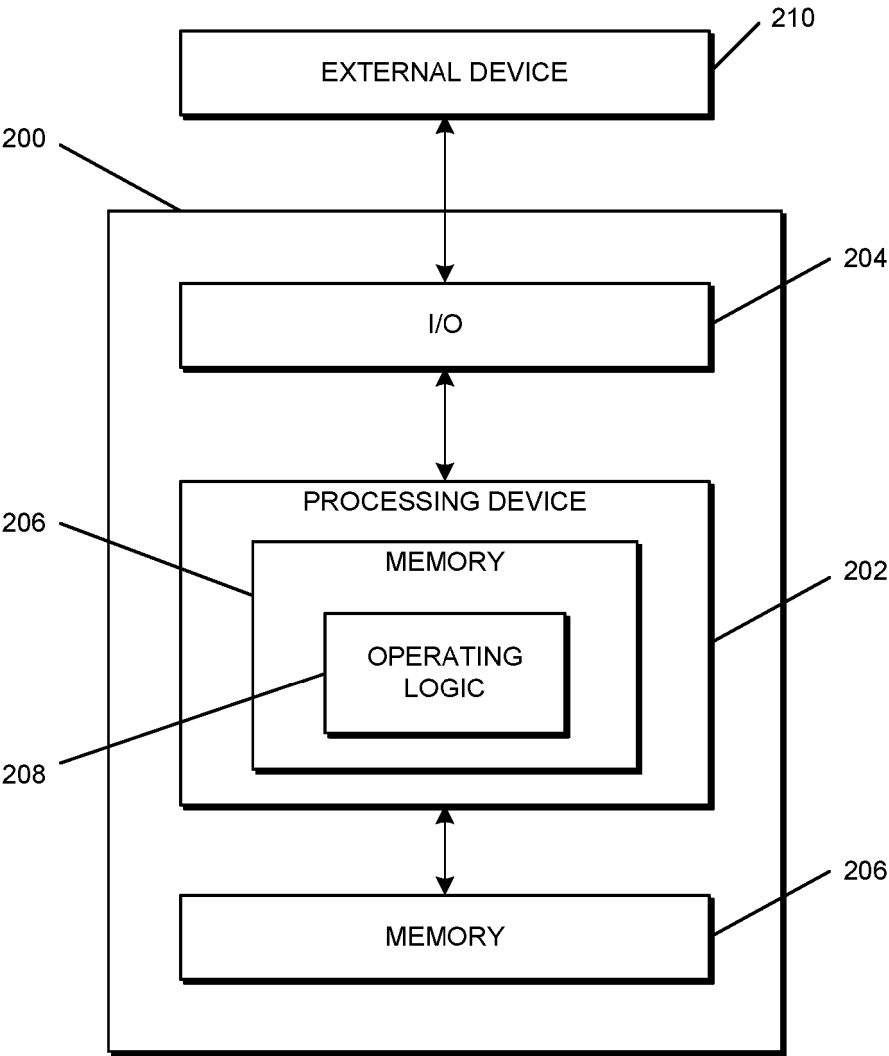 210
EXTERNAL DEVICE
200
204
I/O
PROCESSING DEVICE
206
MEMORY
202
OPERATING
LOGIC
208
206
MEMORY